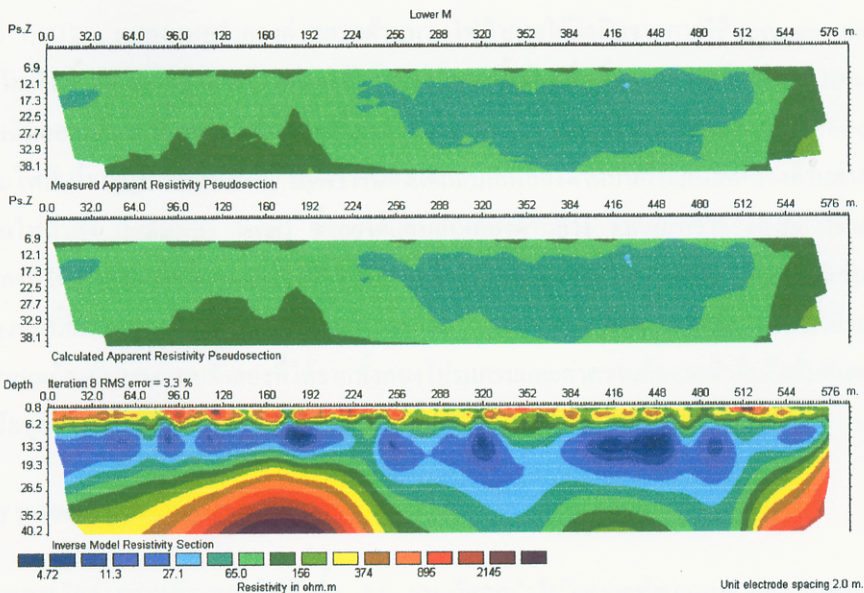 Lower M
Ps.Z 0.0 32.0 64.0 96.0 128 160 192 224 256 288 320 352 384 416 448 480 512 544 576 m.
6.9
12.1
17.3
22.5
27.7
32.9
38.1
Measured Apparent Resistivity Pseudosection
Ps.Z 0.0 32.0 64.0 96.0 128 160 192 224 256 288 320 352 384 416 448 480 512 544 576 m.
6.9
12.1
17.3
22.5
27.7
32.9
38.1
Calculated Apparent Resistivity Pseudosection
Depth Iteration 8 RMS error = 3.3 %
0.0 32.0 64.0 96.0 128 160 192 224 256 288 320 352 384 416 448 480 512 544 576 m.
0.8
6.2
13.3
19.3
26.5
35.2
40.2
Inverse Model Resistivity Section
4.72 11.3 27.1 65.0 156 374 895 2145
Resistivity in ohm.m
Unit electrode spacing 2.0 m.